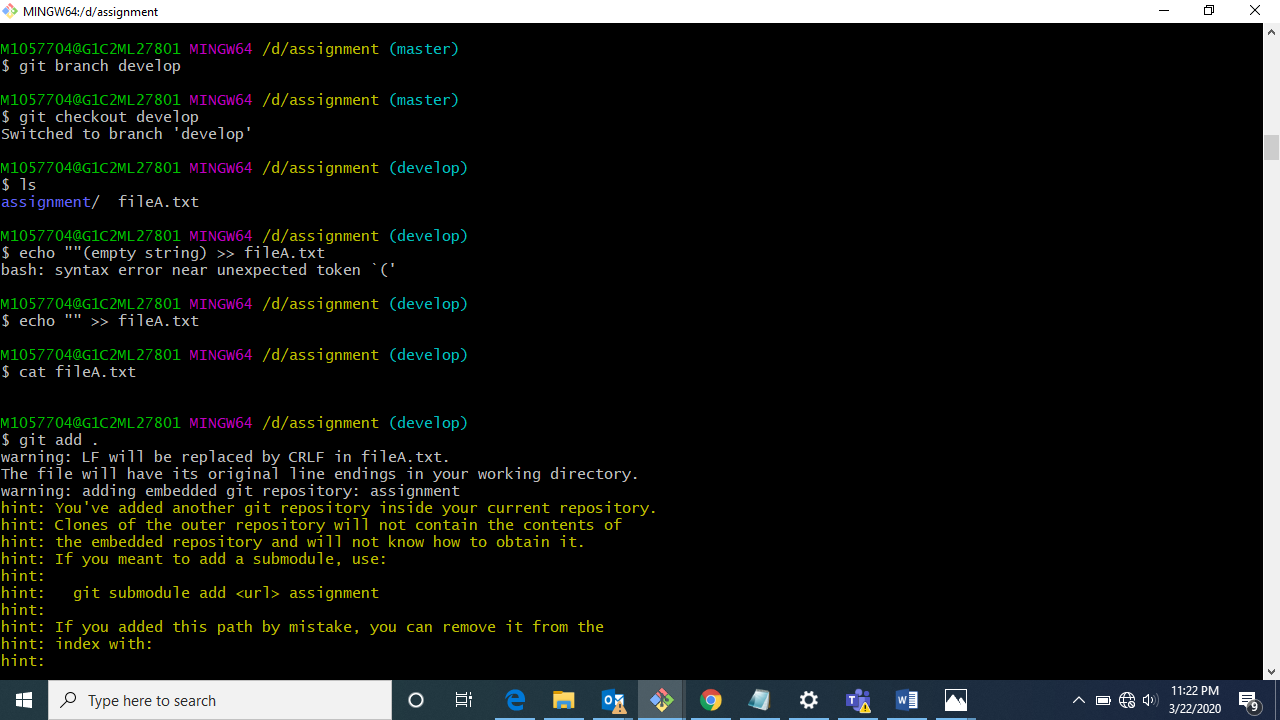 MINGW64:/d/assignment
M1057704@G1C2ML27801 MINGW64 /d/assignment (master)
$ git branch develop
M1057704@G1C2ML27801 MINGW64 /d/assignment (master)
$ git checkout develop
Switched to branch 'develop'
M1057704@G1C2ML27801 MINGW64 /d/assignment (develop)
$ ls
assignment/  fileA.txt
M1057704@G1C2ML27801 MINGW64 /d/assignment (develop)
$ echo ""(empty string) >> fileA.txt
bash: syntax error near unexpected token `('
M1057704@G1C2ML27801 MINGW64 /d/assignment (develop)
$ echo "" >> fileA.txt
M1057704@G1C2ML27801 MINGW64 /d/assignment (develop)
$ cat fileA.txt
M1057704@G1C2ML27801 MINGW64 /d/assignment (develop)
$ git add .
warning: LF will be replaced by CRLF in fileA.txt.
The file will have its original line endings in your working directory.
warning: adding embedded git repository: assignment
hint: You've added another git repository inside your current repository.
hint: Clones of the outer repository will not contain the contents of
hint: the embedded repository and will not know how to obtain it.
hint: If you meant to add a submodule, use:
hint:
hint:   git submodule add <url> assignment
hint:
hint: If you added this path by mistake, you can remove it from the
hint: index with:
hint:
Type here to search
11:22 PM
3/22/2020
9